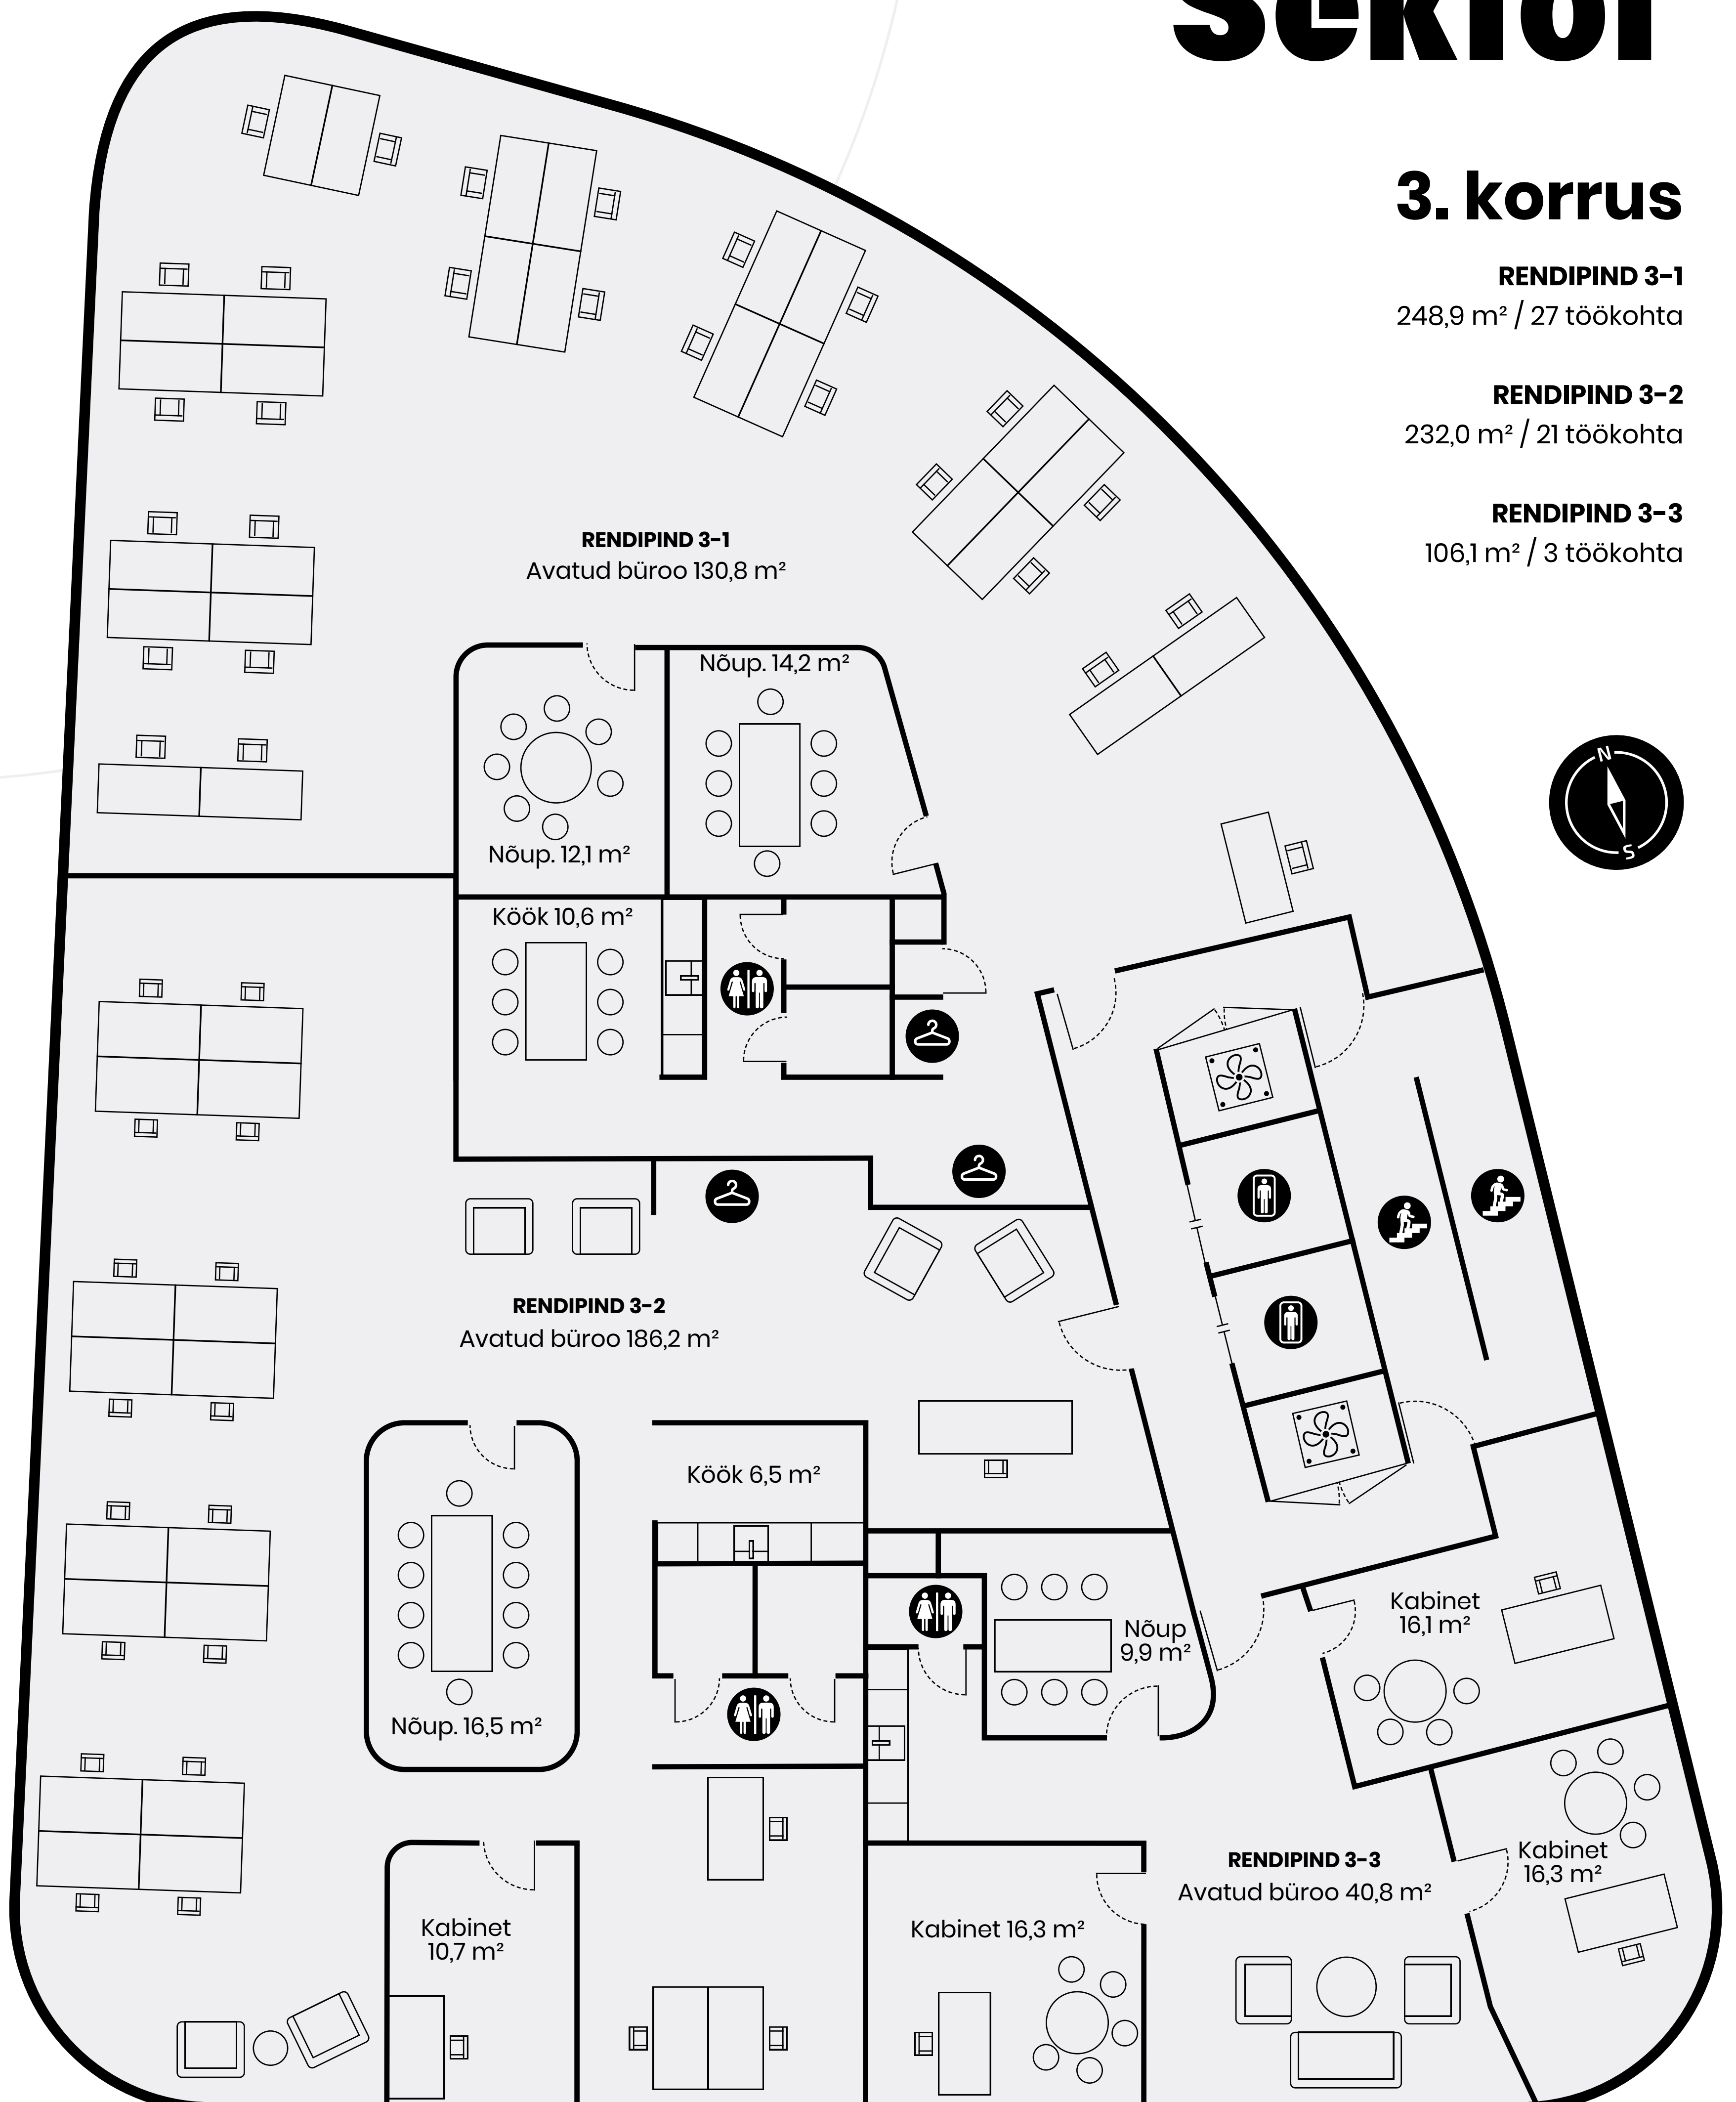 Sektor
3. korrus
RENDIPIND 3-1
248,9 m² / 27 töökohta
RENDIPIND 3-2
232,0 m² / 21 töökohta
RENDIPIND 3-3
106,1 m² / 3 töökohta
N
S
RENDIPIND 3-1
Avatud büroo 130,8 m²
Nõup. 14,2 m²
Nõup. 12,1 m²
Köök 10,6 m²
RENDIPIND 3-2
Avatud büroo 186,2 m²
Köök 6,5 m²
Nõup
9,9 m²
Kabinet
16,1 m²
Nõup. 16,5 m²
Kabinet
16,3 m²
RENDIPIND 3-3
Avatud büroo 40,8 m²
Kabinet
10,7 m²
Kabinet 16,3 m²